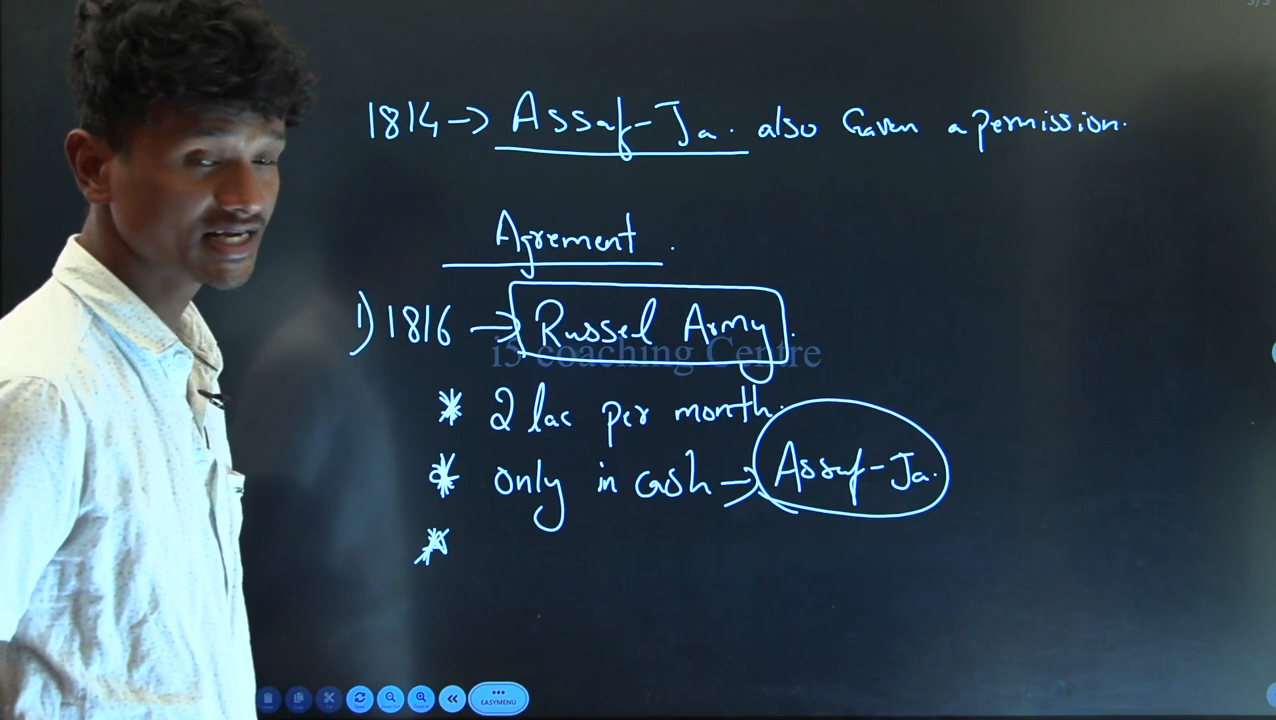 1814 → Assaf-Ja. also Gaven a permission.
Agrement.
1) 1816 → Russel Army.
i5 coaching Centre
* 2 lac per month.
* only in cash → Assaf-Ja.
*
EASYMENU